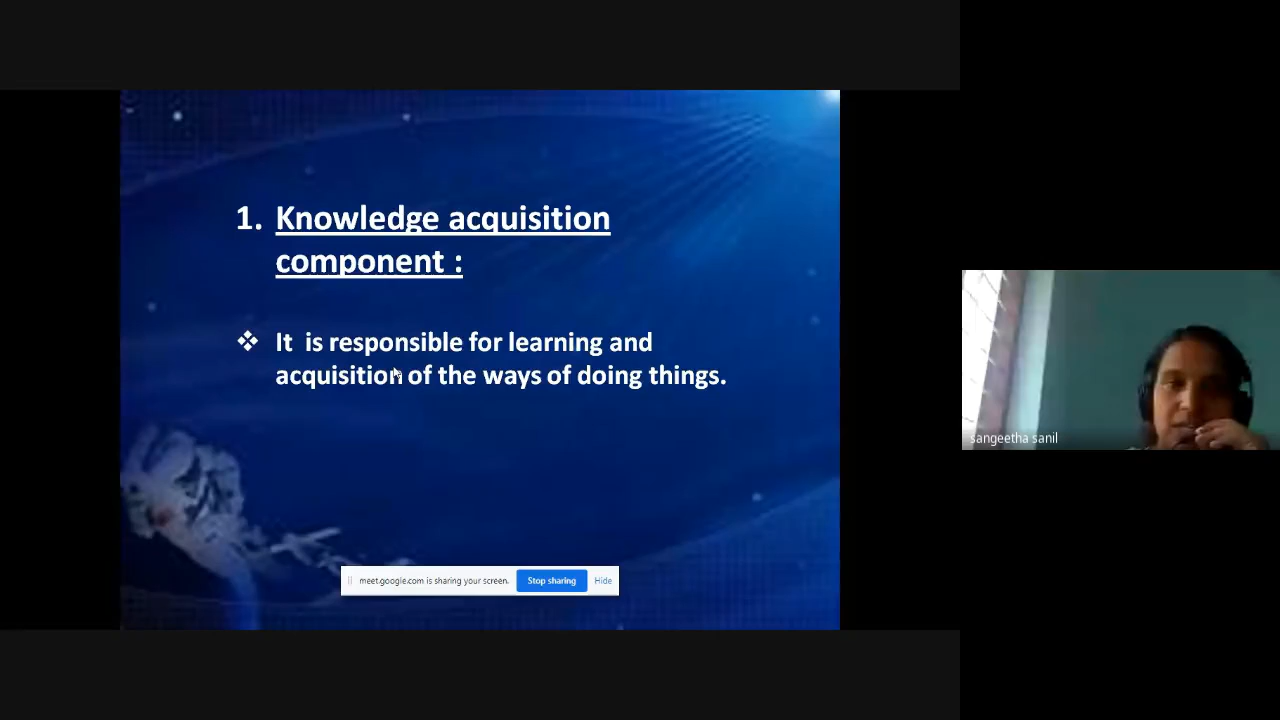 1. Knowledge acquisition
component :
❖ It is responsible for learning and
acquisition of the ways of doing things.
meet.google.com is sharing your screen. Stop sharing Hide
sangeetha sanil